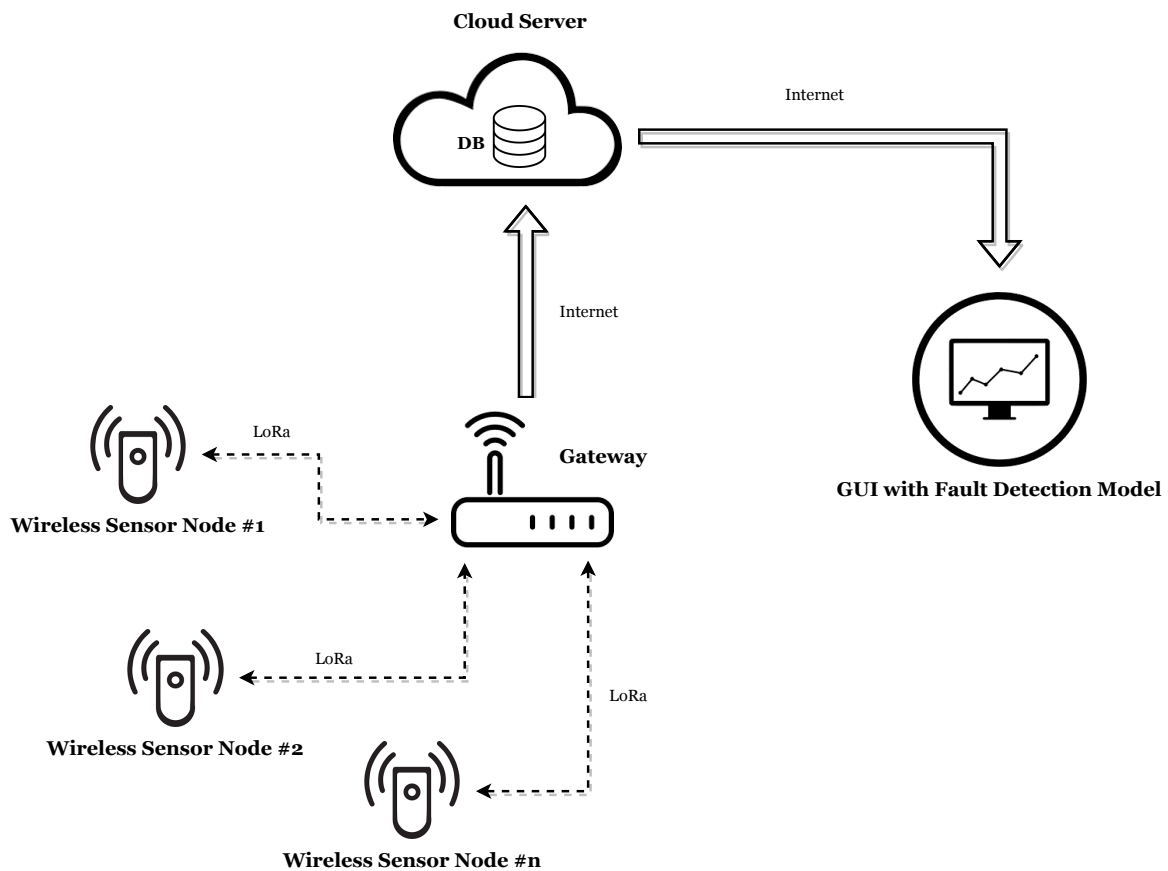 Cloud Server
Internet
DB
Internet
LoRa
Gateway
GUI with Fault Detection Model
Wireless Sensor Node #1
LoRa
LoRa
Wireless Sensor Node #2
Wireless Sensor Node #n